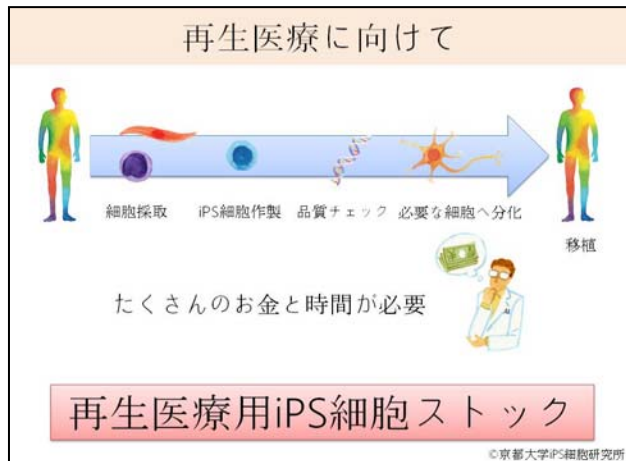 再生医療に向けて
細胞採取
iPS細胞作製
品質チェック
必要な細胞へ分化
移植
たくさんのお金と時間が必要
再生医療用iPS細胞ストック
©京都大学iPS細胞研究所